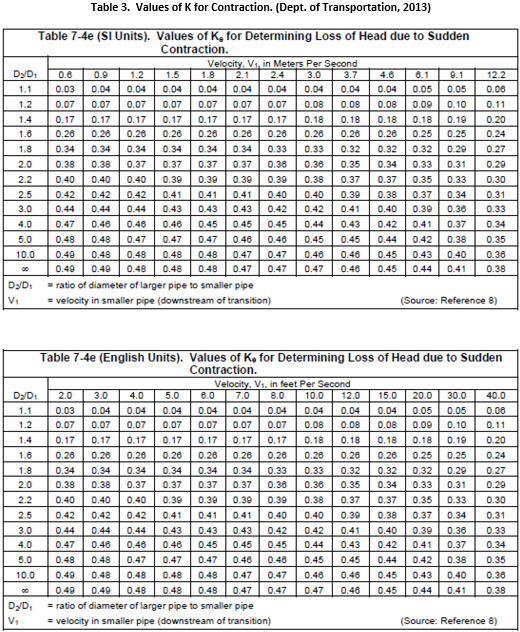 Table 3. Values of K for Contraction. (Dept. of Transportation, 2013)
Table 7-4e (SI Units). Values of Ke for Determining Loss of Head due to Sudden
Contraction.
Velocity, V1, in Meters Per Second
D2/D1 0.6 0.9 1.2 1.5 1.8 2.1 2.4 3.0 3.7 4.6 6.1 9.1 12.2
1.1 0.03 0.04 0.04 0.04 0.04 0.04 0.04 0.04 0.04 0.04 0.05 0.05 0.06
1.2 0.07 0.07 0.07 0.07 0.07 0.07 0.07 0.08 0.08 0.08 0.09 0.10 0.11
1.4 0.17 0.17 0.17 0.17 0.17 0.17 0.17 0.18 0.18 0.18 0.18 0.19 0.20
1.6 0.26 0.26 0.26 0.26 0.26 0.26 0.26 0.26 0.26 0.26 0.25 0.25 0.24
1.8 0.34 0.34 0.34 0.34 0.34 0.34 0.33 0.33 0.32 0.32 0.32 0.29 0.27
2.0 0.38 0.38 0.37 0.37 0.37 0.37 0.36 0.36 0.35 0.34 0.33 0.31 0.29
2.2 0.40 0.40 0.40 0.39 0.39 0.39 0.39 0.38 0.37 0.37 0.35 0.33 0.30
2.5 0.42 0.42 0.42 0.41 0.41 0.41 0.40 0.40 0.39 0.38 0.37 0.34 0.31
3.0 0.44 0.44 0.44 0.43 0.43 0.43 0.42 0.42 0.41 0.40 0.39 0.36 0.33
4.0 0.47 0.46 0.46 0.46 0.45 0.45 0.45 0.44 0.43 0.42 0.41 0.37 0.34
5.0 0.48 0.48 0.47 0.47 0.47 0.46 0.46 0.45 0.45 0.44 0.42 0.38 0.35
10.0 0.49 0.48 0.48 0.48 0.48 0.47 0.47 0.46 0.46 0.45 0.43 0.40 0.36
∞ 0.49 0.49 0.48 0.48 0.48 0.47 0.47 0.47 0.46 0.45 0.44 0.41 0.38
D2/D1 = ratio of diameter of larger pipe to smaller pipe
V1 = velocity in smaller pipe (downstream of transition) (Source: Reference 8)
Table 7-4e (English Units). Values of Ke for Determining Loss of Head due to Sudden
Contraction.
Velocity, V1, in feet Per Second
D2/D1 2.0 3.0 4.0 5.0 6.0 7.0 8.0 10.0 12.0 15.0 20.0 30.0 40.0
1.1 0.03 0.04 0.04 0.04 0.04 0.04 0.04 0.04 0.04 0.04 0.05 0.05 0.06
1.2 0.07 0.07 0.07 0.07 0.07 0.07 0.07 0.08 0.08 0.08 0.09 0.10 0.11
1.4 0.17 0.17 0.17 0.17 0.17 0.17 0.17 0.18 0.18 0.18 0.18 0.19 0.20
1.6 0.26 0.26 0.26 0.26 0.26 0.26 0.26 0.26 0.26 0.26 0.25 0.25 0.24
1.8 0.34 0.34 0.34 0.34 0.34 0.34 0.33 0.33 0.32 0.32 0.32 0.29 0.27
2.0 0.38 0.38 0.37 0.37 0.37 0.37 0.36 0.36 0.35 0.34 0.33 0.31 0.29
2.2 0.40 0.40 0.40 0.39 0.39 0.39 0.39 0.38 0.37 0.37 0.35 0.33 0.30
2.5 0.42 0.42 0.42 0.41 0.41 0.41 0.40 0.40 0.39 0.38 0.37 0.34 0.31
3.0 0.44 0.44 0.44 0.43 0.43 0.43 0.42 0.42 0.41 0.40 0.39 0.36 0.33
4.0 0.47 0.46 0.46 0.46 0.45 0.45 0.45 0.44 0.43 0.42 0.41 0.37 0.34
5.0 0.48 0.48 0.47 0.47 0.47 0.46 0.46 0.45 0.45 0.44 0.42 0.38 0.35
10.0 0.49 0.48 0.48 0.48 0.48 0.47 0.47 0.46 0.46 0.45 0.43 0.40 0.36
∞ 0.49 0.49 0.48 0.48 0.48 0.47 0.47 0.47 0.46 0.45 0.44 0.41 0.38
D2/D1 = ratio of diameter of larger pipe to smaller pipe
V1 = velocity in smaller pipe (downstream of transition) (Source: Reference 8)